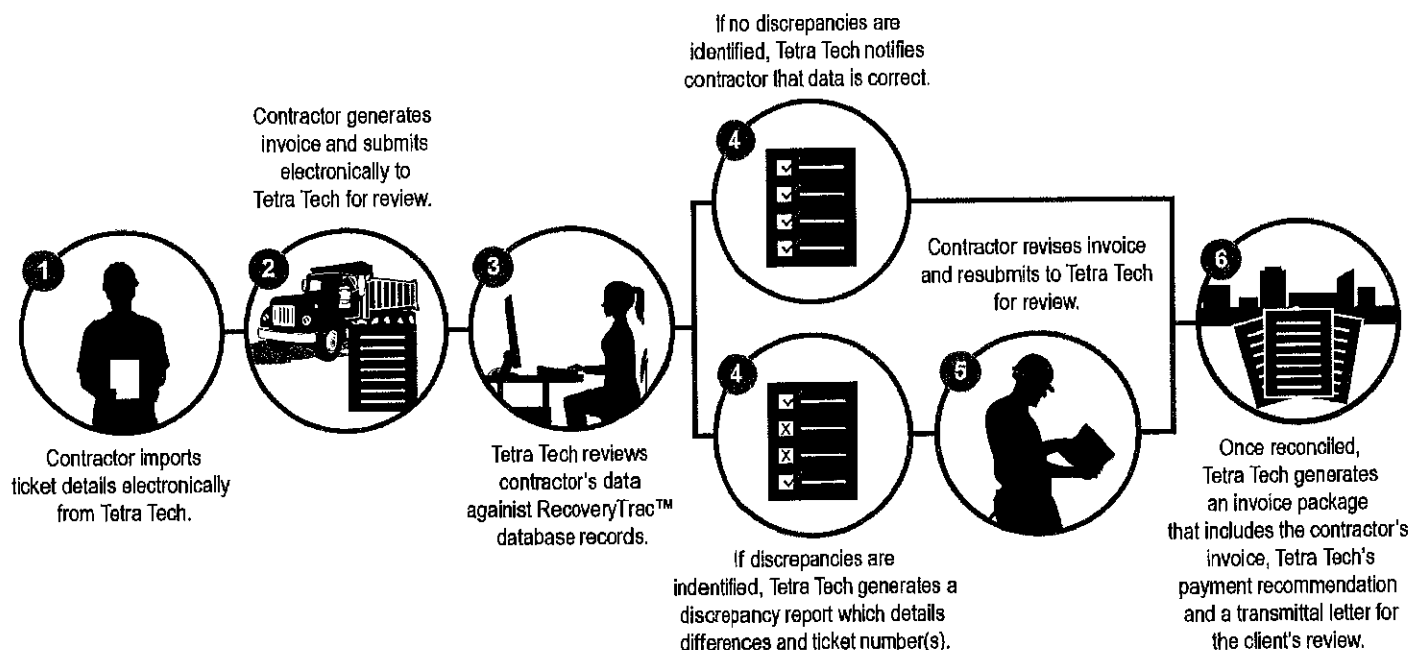 1
Contractor imports
ticket details electronically
from Tetra Tech.
Contractor generates
invoice and submits
electronically to
Tetra Tech for review.
2
3
Tetra Tech reviews
contractor's data
againist RecoveryTrac™
database records.
If no discrepancies are
identified, Tetra Tech notifies
contractor that data is correct.
4
4
If discrepancies are
indentified, Tetra Tech generates a
discrepancy report which details
differences and ticket number(s).
Contractor revises invoice
and resubmits to Tetra Tech
for review.
5
6
Once reconciled,
Tetra Tech generates
an invoice package
that includes the contractor's
invoice, Tetra Tech's
payment recommendation
and a transmittal letter for
the client's review.